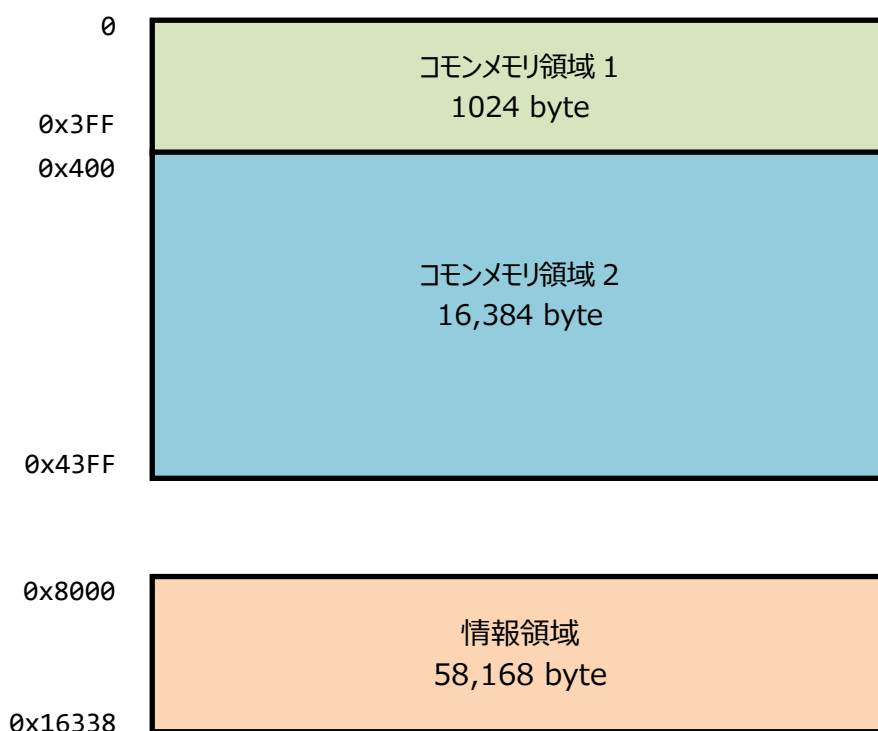 0
コモンメモリ領域 1
1024 byte
0x3FF
0x400
コモンメモリ領域 2
16,384 byte
0x43FF
0x8000
情報領域
58,168 byte
0x16338